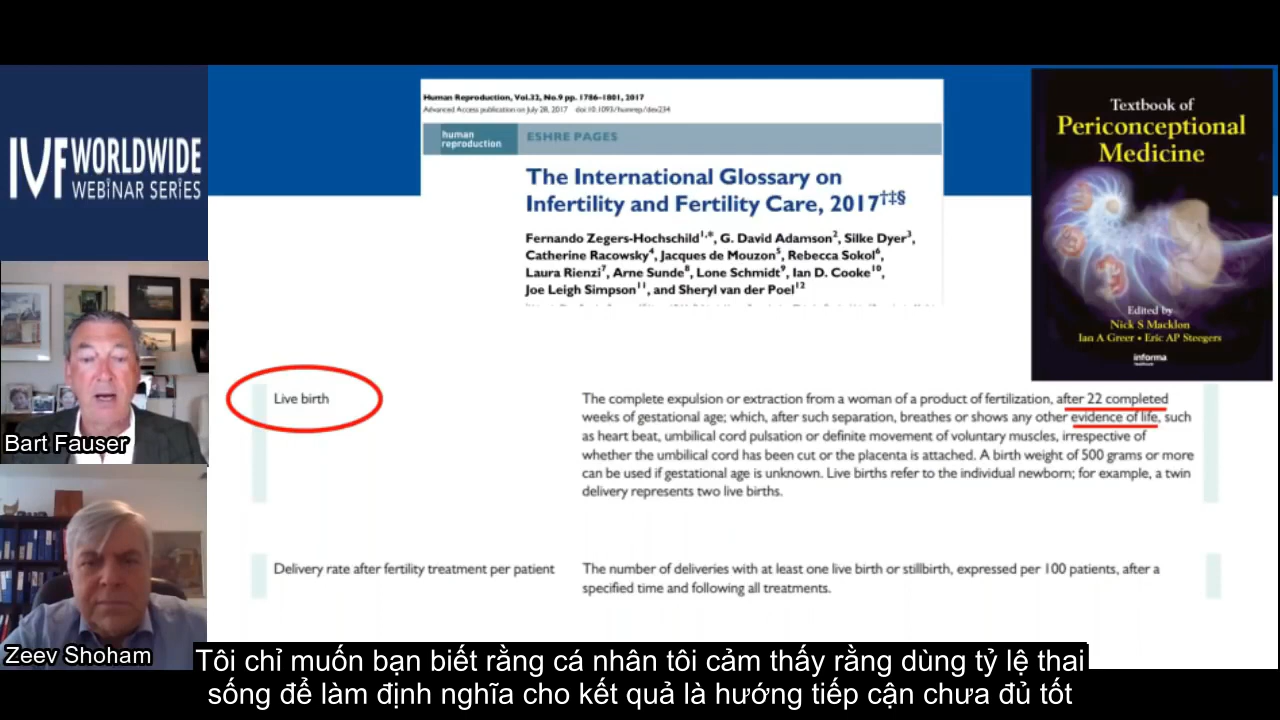 IVF WORLDWIDE
WEBINAR SERIES
Human Reproduction, Vol.32, No.9 pp. 1786–1801, 2017
Advanced Access publication on July 28, 2017 doi:10.1093/humrep/dex234
human
reproduction
ESHRE PAGES
The International Glossary on
Infertility and Fertility Care, 2017†‡§
Fernando Zegers-Hochschild1,*, G. David Adamson2, Silke Dyer3,
Catherine Racowsky4, Jacques de Mouzon5, Rebecca Sokol6,
Laura Rienzi7, Arne Sunde8, Lone Schmidt9, Ian D. Cooke10,
Joe Leigh Simpson11, and Sheryl van der Poel12
Textbook of
Periconceptional
Medicine
Edited by
Nick S Macklon
Ian A Greer • Eric AP Steegers
informa
healthcare
Live birth
The complete expulsion or extraction from a woman of a product of fertilization, after 22 completed
weeks of gestational age; which, after such separation, breathes or shows any other evidence of life, such
as heart beat, umbilical cord pulsation or definite movement of voluntary muscles, irrespective of
whether the umbilical cord has been cut or the placenta is attached. A birth weight of 500 grams or more
can be used if gestational age is unknown. Live births refer to the individual newborn; for example, a twin
delivery represents two live births.
Delivery rate after fertility treatment per patient
The number of deliveries with at least one live birth or stillbirth, expressed per 100 patients, after a
specified time and following all treatments.
Bart Fauser
Zeev Shoham
Tôi chỉ muốn bạn biết rằng cá nhân tôi cảm thấy rằng dùng tỷ lệ thai
sống để làm định nghĩa cho kết quả là hướng tiếp cận chưa đủ tốt